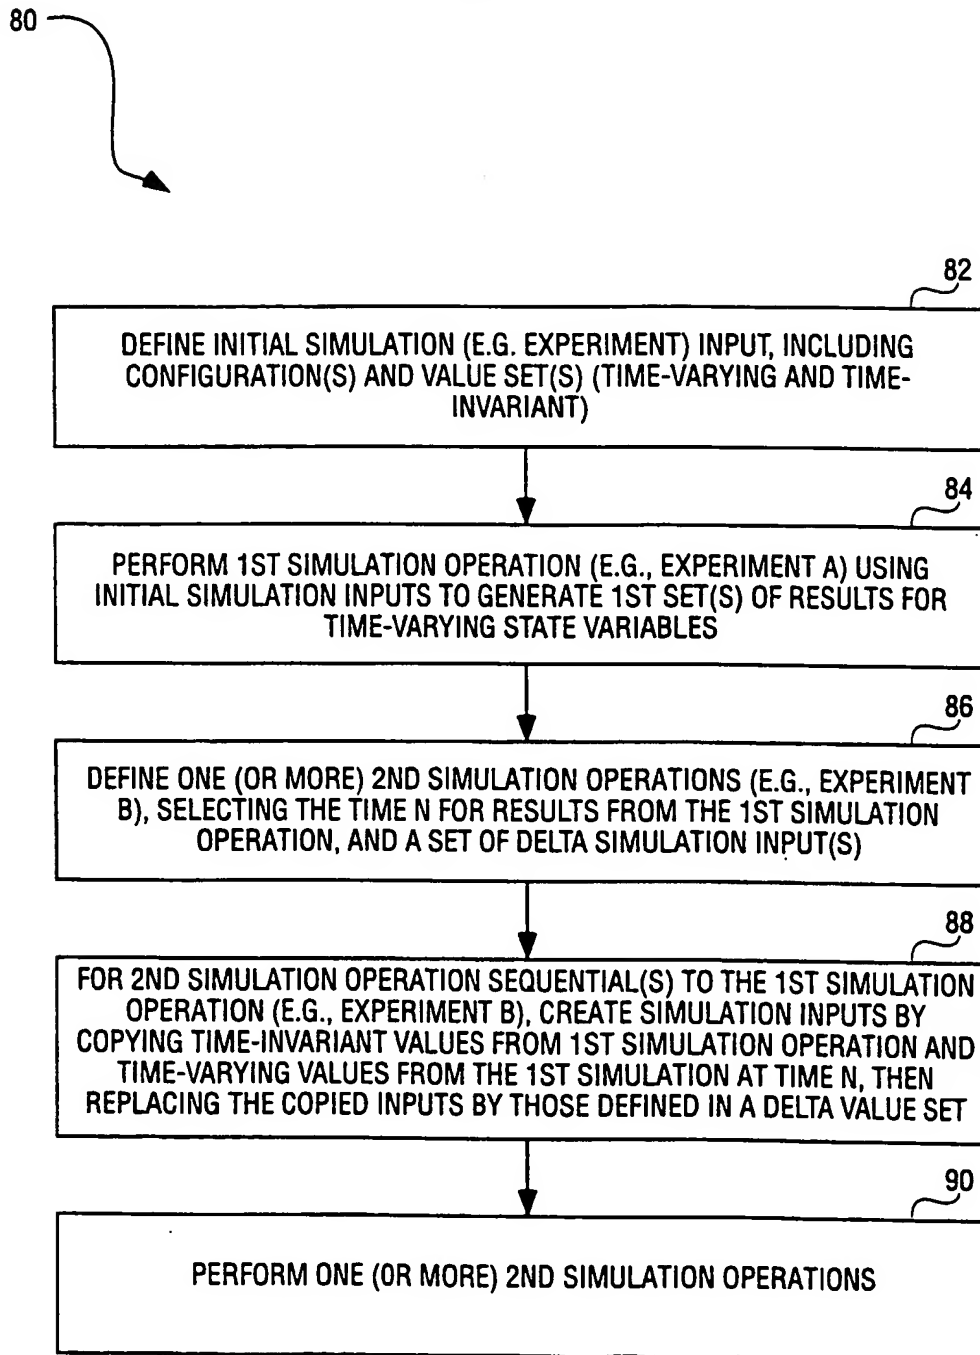 80
82
DEFINE INITIAL SIMULATION (E.G. EXPERIMENT) INPUT, INCLUDING
CONFIGURATION(S) AND VALUE SET(S) (TIME-VARYING AND TIME-
INVARIANT)
84
PERFORM 1ST SIMULATION OPERATION (E.G., EXPERIMENT A) USING
INITIAL SIMULATION INPUTS TO GENERATE 1ST SET(S) OF RESULTS FOR
TIME-VARYING STATE VARIABLES
86
DEFINE ONE (OR MORE) 2ND SIMULATION OPERATIONS (E.G., EXPERIMENT
B), SELECTING THE TIME N FOR RESULTS FROM THE 1ST SIMULATION
OPERATION, AND A SET OF DELTA SIMULATION INPUT(S)
88
FOR 2ND SIMULATION OPERATION SEQUENTIAL(S) TO THE 1ST SIMULATION
OPERATION (E.G., EXPERIMENT B), CREATE SIMULATION INPUTS BY
COPYING TIME-INVARIANT VALUES FROM 1ST SIMULATION OPERATION AND
TIME-VARYING VALUES FROM THE 1ST SIMULATION AT TIME N, THEN
REPLACING THE COPIED INPUTS BY THOSE DEFINED IN A DELTA VALUE SET
90
PERFORM ONE (OR MORE) 2ND SIMULATION OPERATIONS